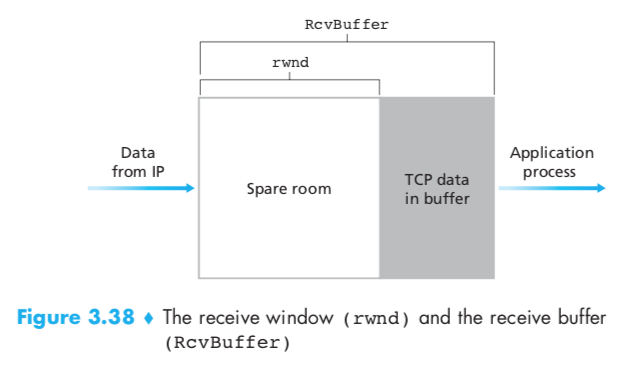 RcvBuffer
rwnd
Data
from IP
Spare room
TCP data
in buffer
Application
process
Figure 3.38 ♦ The receive window (rwnd) and the receive buffer
(RcvBuffer)